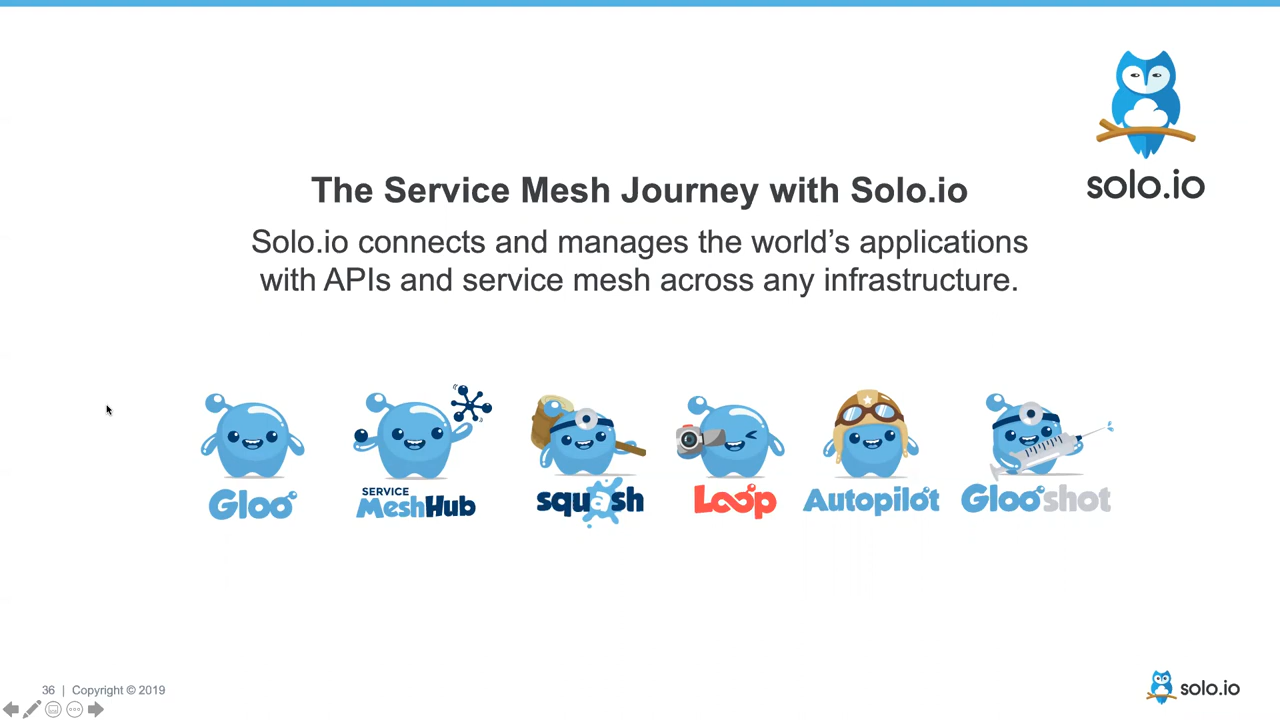 solo.io
The Service Mesh Journey with Solo.io
Solo.io connects and manages the world’s applications
with APIs and service mesh across any infrastructure.
Gloo
SERVICE
MeshHub
squash
Loop
Autopilot
Glooshot
36 | Copyright © 2019
solo.io